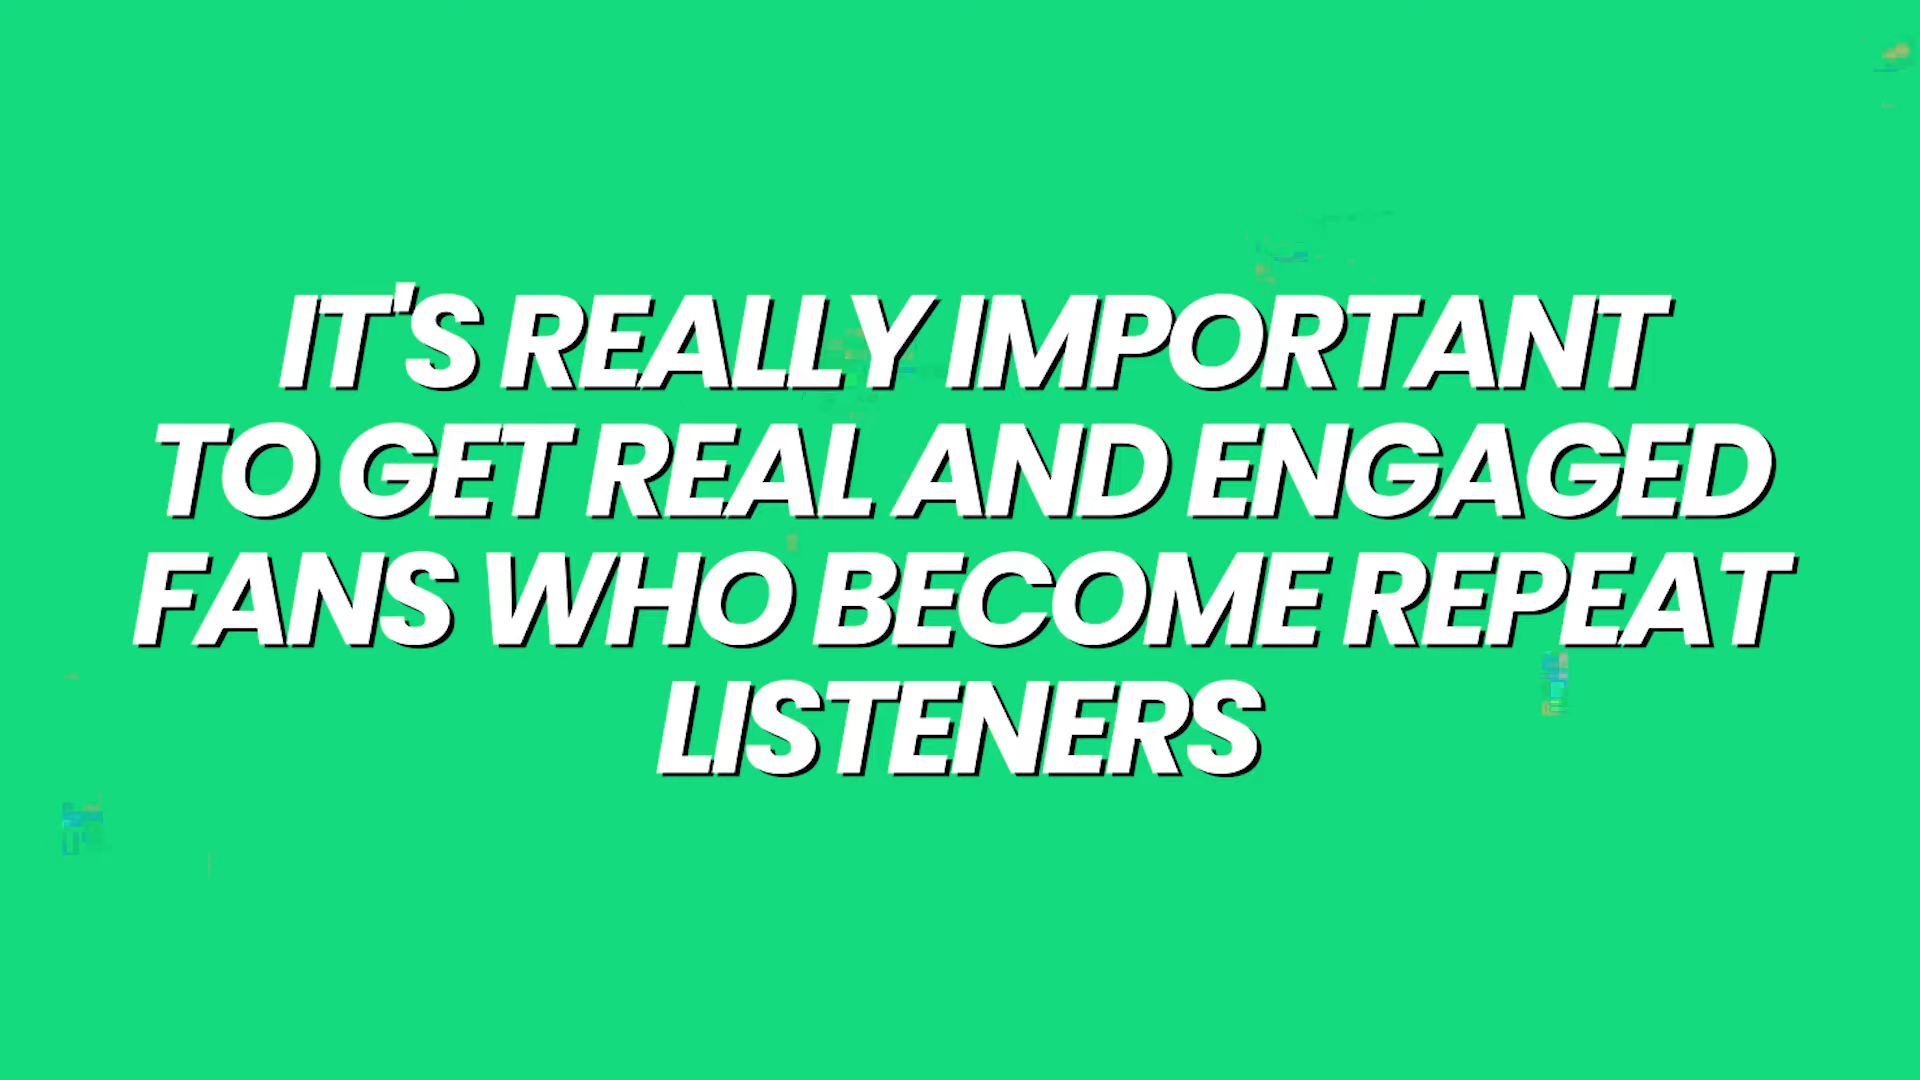 IT'S REALLY IMPORTANT
TO GET REAL AND ENGAGED
FANS WHO BECOME REPEAT
LISTENERS